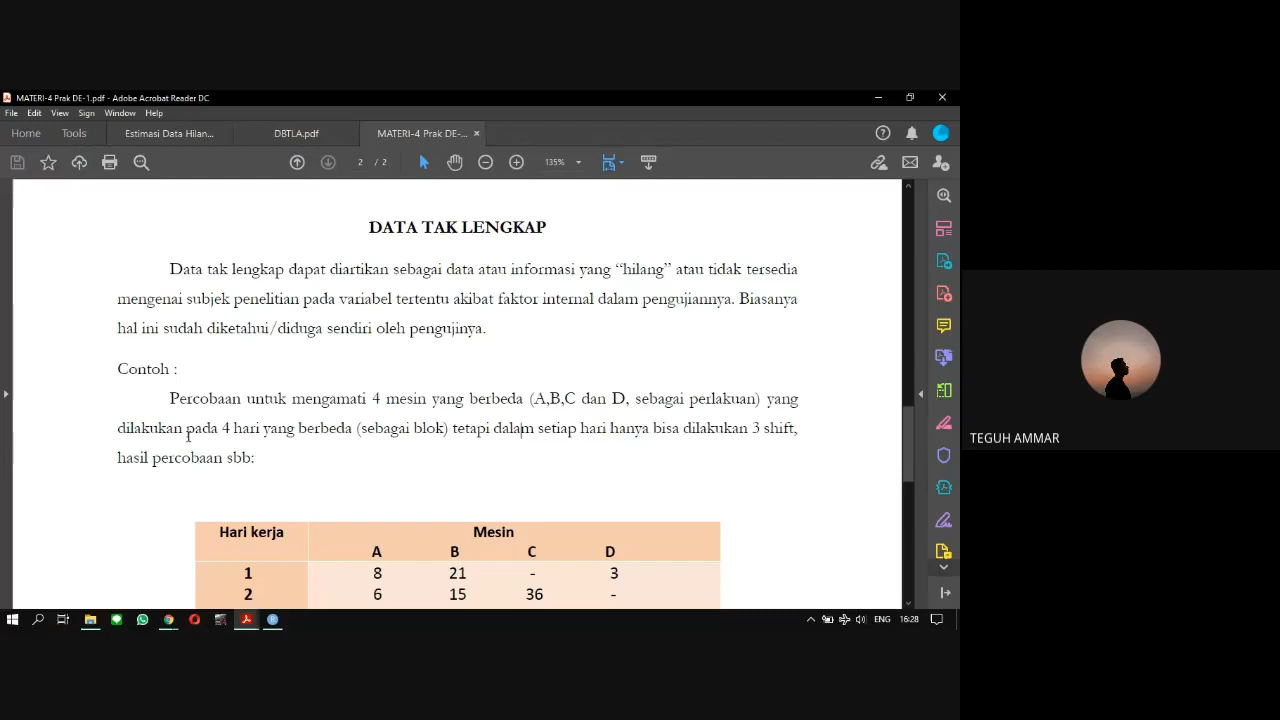 MATERI-4 Prak DE-1.pdf - Adobe Acrobat Reader DC
File Edit View Sign Window Help
Home Tools Estimasi Data Hilan... DBTLA.pdf MATERI-4 Prak DE-... ×
2 / 2 135%
DATA TAK LENGKAP
Data tak lengkap dapat diartikan sebagai data atau informasi yang “hilang” atau tidak tersedia
mengenai subjek penelitian pada variabel tertentu akibat faktor internal dalam pengujiannya. Biasanya
hal ini sudah diketahui/diduga sendiri oleh pengujinya.
Contoh :
Percobaan untuk mengamati 4 mesin yang berbeda (A,B,C dan D, sebagai perlakuan) yang
dilakukan pada 4 hari yang berbeda (sebagai blok) tetapi dalam setiap hari hanya bisa dilakukan 3 shift,
hasil percobaan sbb:
Hari kerja Mesin
A B C D
1 8 21 - 3
2 6 15 36 -
TEGUH AMMAR
ENG 16:28